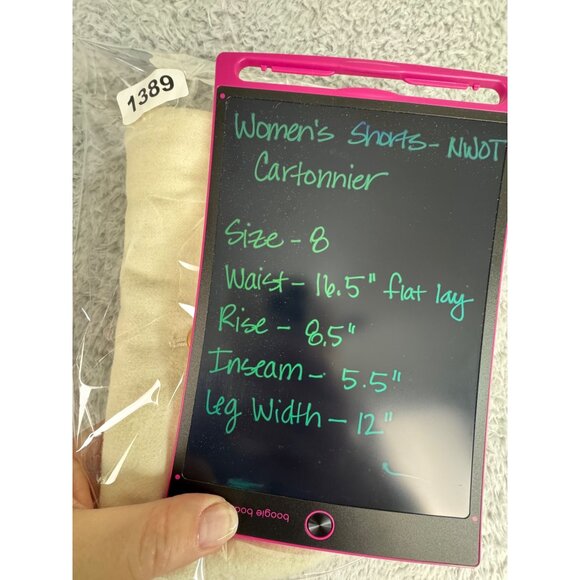 1389
Women's Shorts - NWOT
Cartonnier
Size - 8
Waist - 16.5" flat lay
Rise - 8.5"
Inseam - 5.5"
Leg Width - 12"
boogie boo